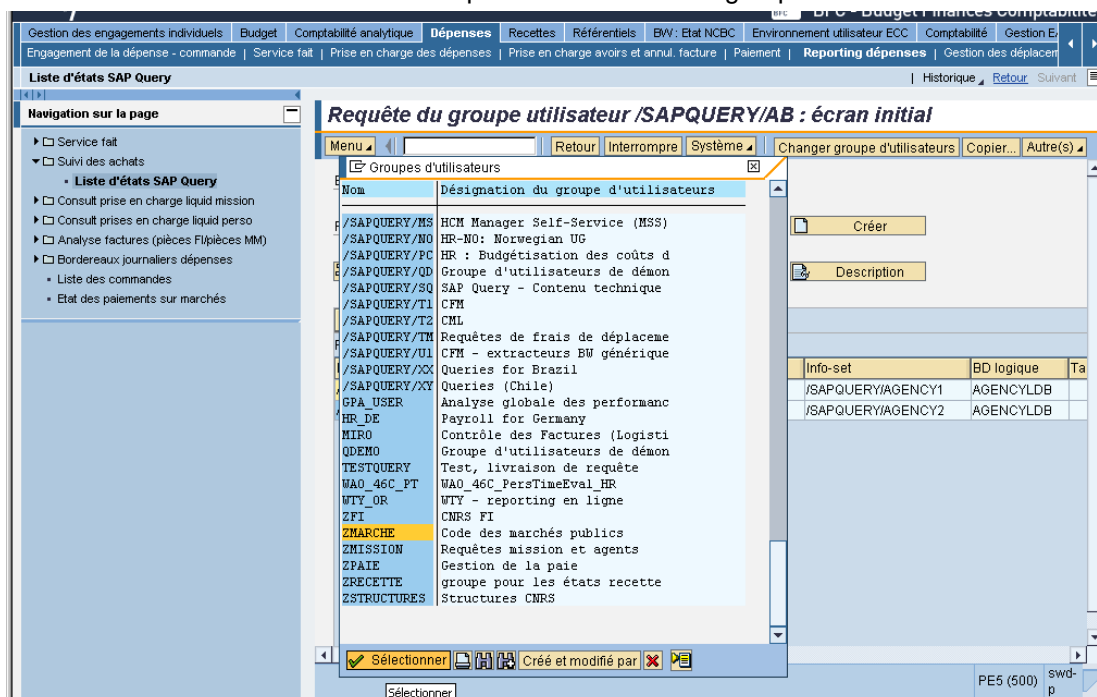 BFC - Budget Finances Comptabilité
Gestion des engagements individuels Budget Comptabilité analytique Dépenses Recettes Référentiels BW : Etat NCBC Environnement utilisateur ECC Comptabilité Gestion E
Engagement de la dépense - commande | Service fait | Prise en charge des dépenses | Prise en charge avoirs et annul. facture | Paiement | Reporting dépenses | Gestion des déplacem
Liste d'états SAP Query | Historique Retour Suivant
Navigation sur la page
Service fait
Suivi des achats
Liste d'états SAP Query
Consult prise en charge liquid mission
Consult prises en charge liquid perso
Analyse factures (pièces FI/pièces MM)
Bordereaux journaliers dépenses
Liste des commandes
Etat des paiements sur marchés
Requête du groupe utilisateur /SAPQUERY/AB : écran initial
Menu Retour Interrompre Système Changer groupe d'utilisateurs Copier... Autre(s)
Groupes d'utilisateurs
Nom Désignation du groupe d'utilisateurs
/SAPQUERY/MS HCM Manager Self-Service (MSS)
/SAPQUERY/NO HR-NO: Norwegian UG
/SAPQUERY/PC HR : Budgétisation des coûts d
/SAPQUERY/QD Groupe d'utilisateurs de démon
/SAPQUERY/SQ SAP Query - Contenu technique
/SAPQUERY/T1 CFM
/SAPQUERY/T2 CML
/SAPQUERY/TM Requêtes de frais de déplaceme
/SAPQUERY/U1 CFM - extracteurs BW générique
/SAPQUERY/XX Queries for Brazil
/SAPQUERY/XY Queries (Chile)
GPA_USER Analyse globale des performanc
HR_DE Payroll for Germany
MIRO Contrôle des Factures (Logisti
QDEMO Groupe d'utilisateurs de démon
TESTQUERY Test, livraison de requête
WAO_46C_PT WAO_46C_PersTimeEval_HR
WTY_OR WTY - reporting en ligne
ZFI CNRS FI
ZMARCHE Code des marchés publics
ZMISSION Requêtes mission et agents
ZPAIE Gestion de la paie
ZRECETTE groupe pour les états recette
ZSTRUCTURES Structures CNRS
Sélectionner Créé et modifié par
Sélectionner
Créer
Description
Info-set BD logique Ta
/SAPQUERY/AGENCY1 AGENCYLDB
/SAPQUERY/AGENCY2 AGENCYLDB
PE5 (500) swd-
p